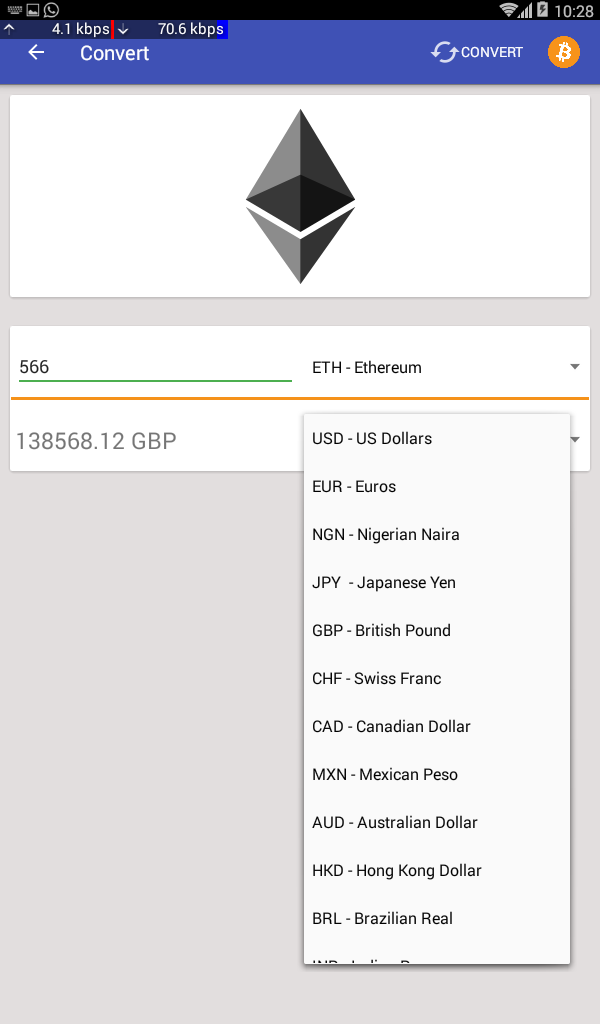 10:28
4.1 kbps 70.6 kbps
Convert CONVERT
566 ETH - Ethereum
138568.12 GBP
USD - US Dollars
EUR - Euros
NGN - Nigerian Naira
JPY  - Japanese Yen
GBP - British Pound
CHF - Swiss Franc
CAD - Canadian Dollar
MXN - Mexican Peso
AUD - Australian Dollar
HKD - Hong Kong Dollar
BRL - Brazilian Real